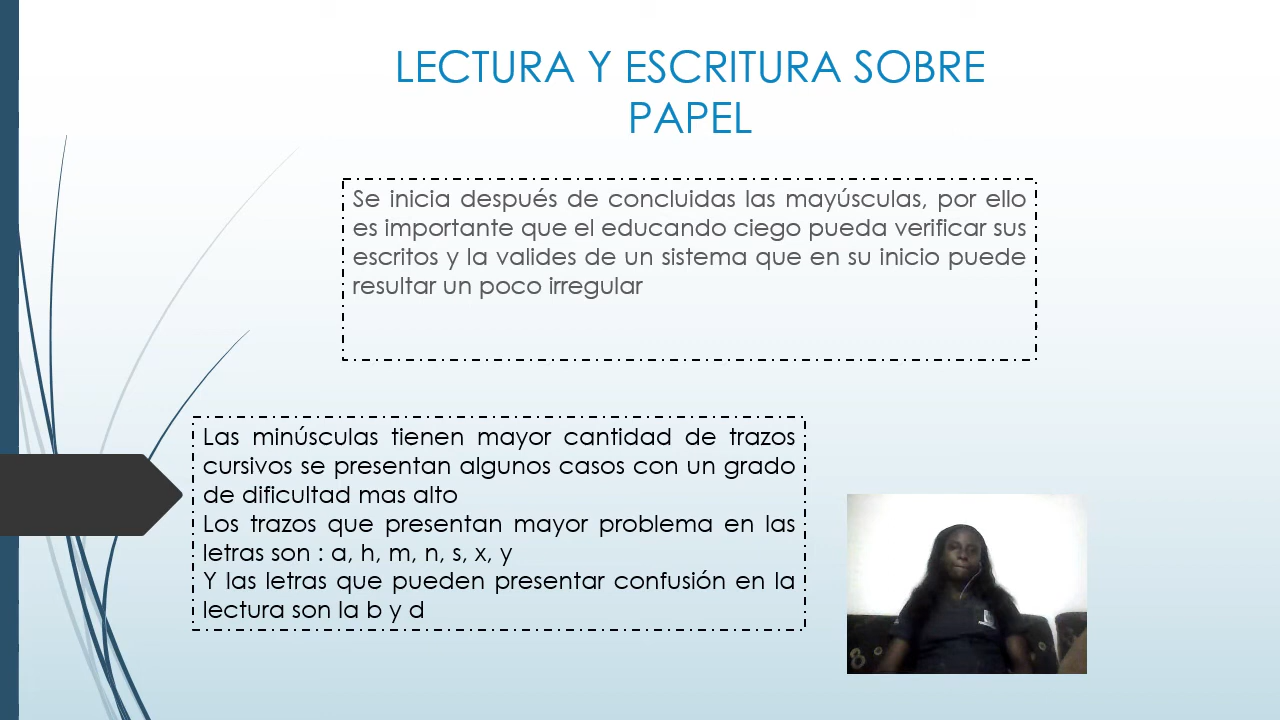 LECTURA Y ESCRITURA SOBRE
PAPEL
Se inicia después de concluidas las mayúsculas, por ello
es importante que el educando ciego pueda verificar sus
escritos y la valides de un sistema que en su inicio puede
resultar un poco irregular
Las minúsculas tienen mayor cantidad de trazos
cursivos se presentan algunos casos con un grado
de dificultad mas alto
Los trazos que presentan mayor problema en las
letras son : a, h, m, n, s, x, y
Y las letras que pueden presentar confusión en la
lectura son la b y d